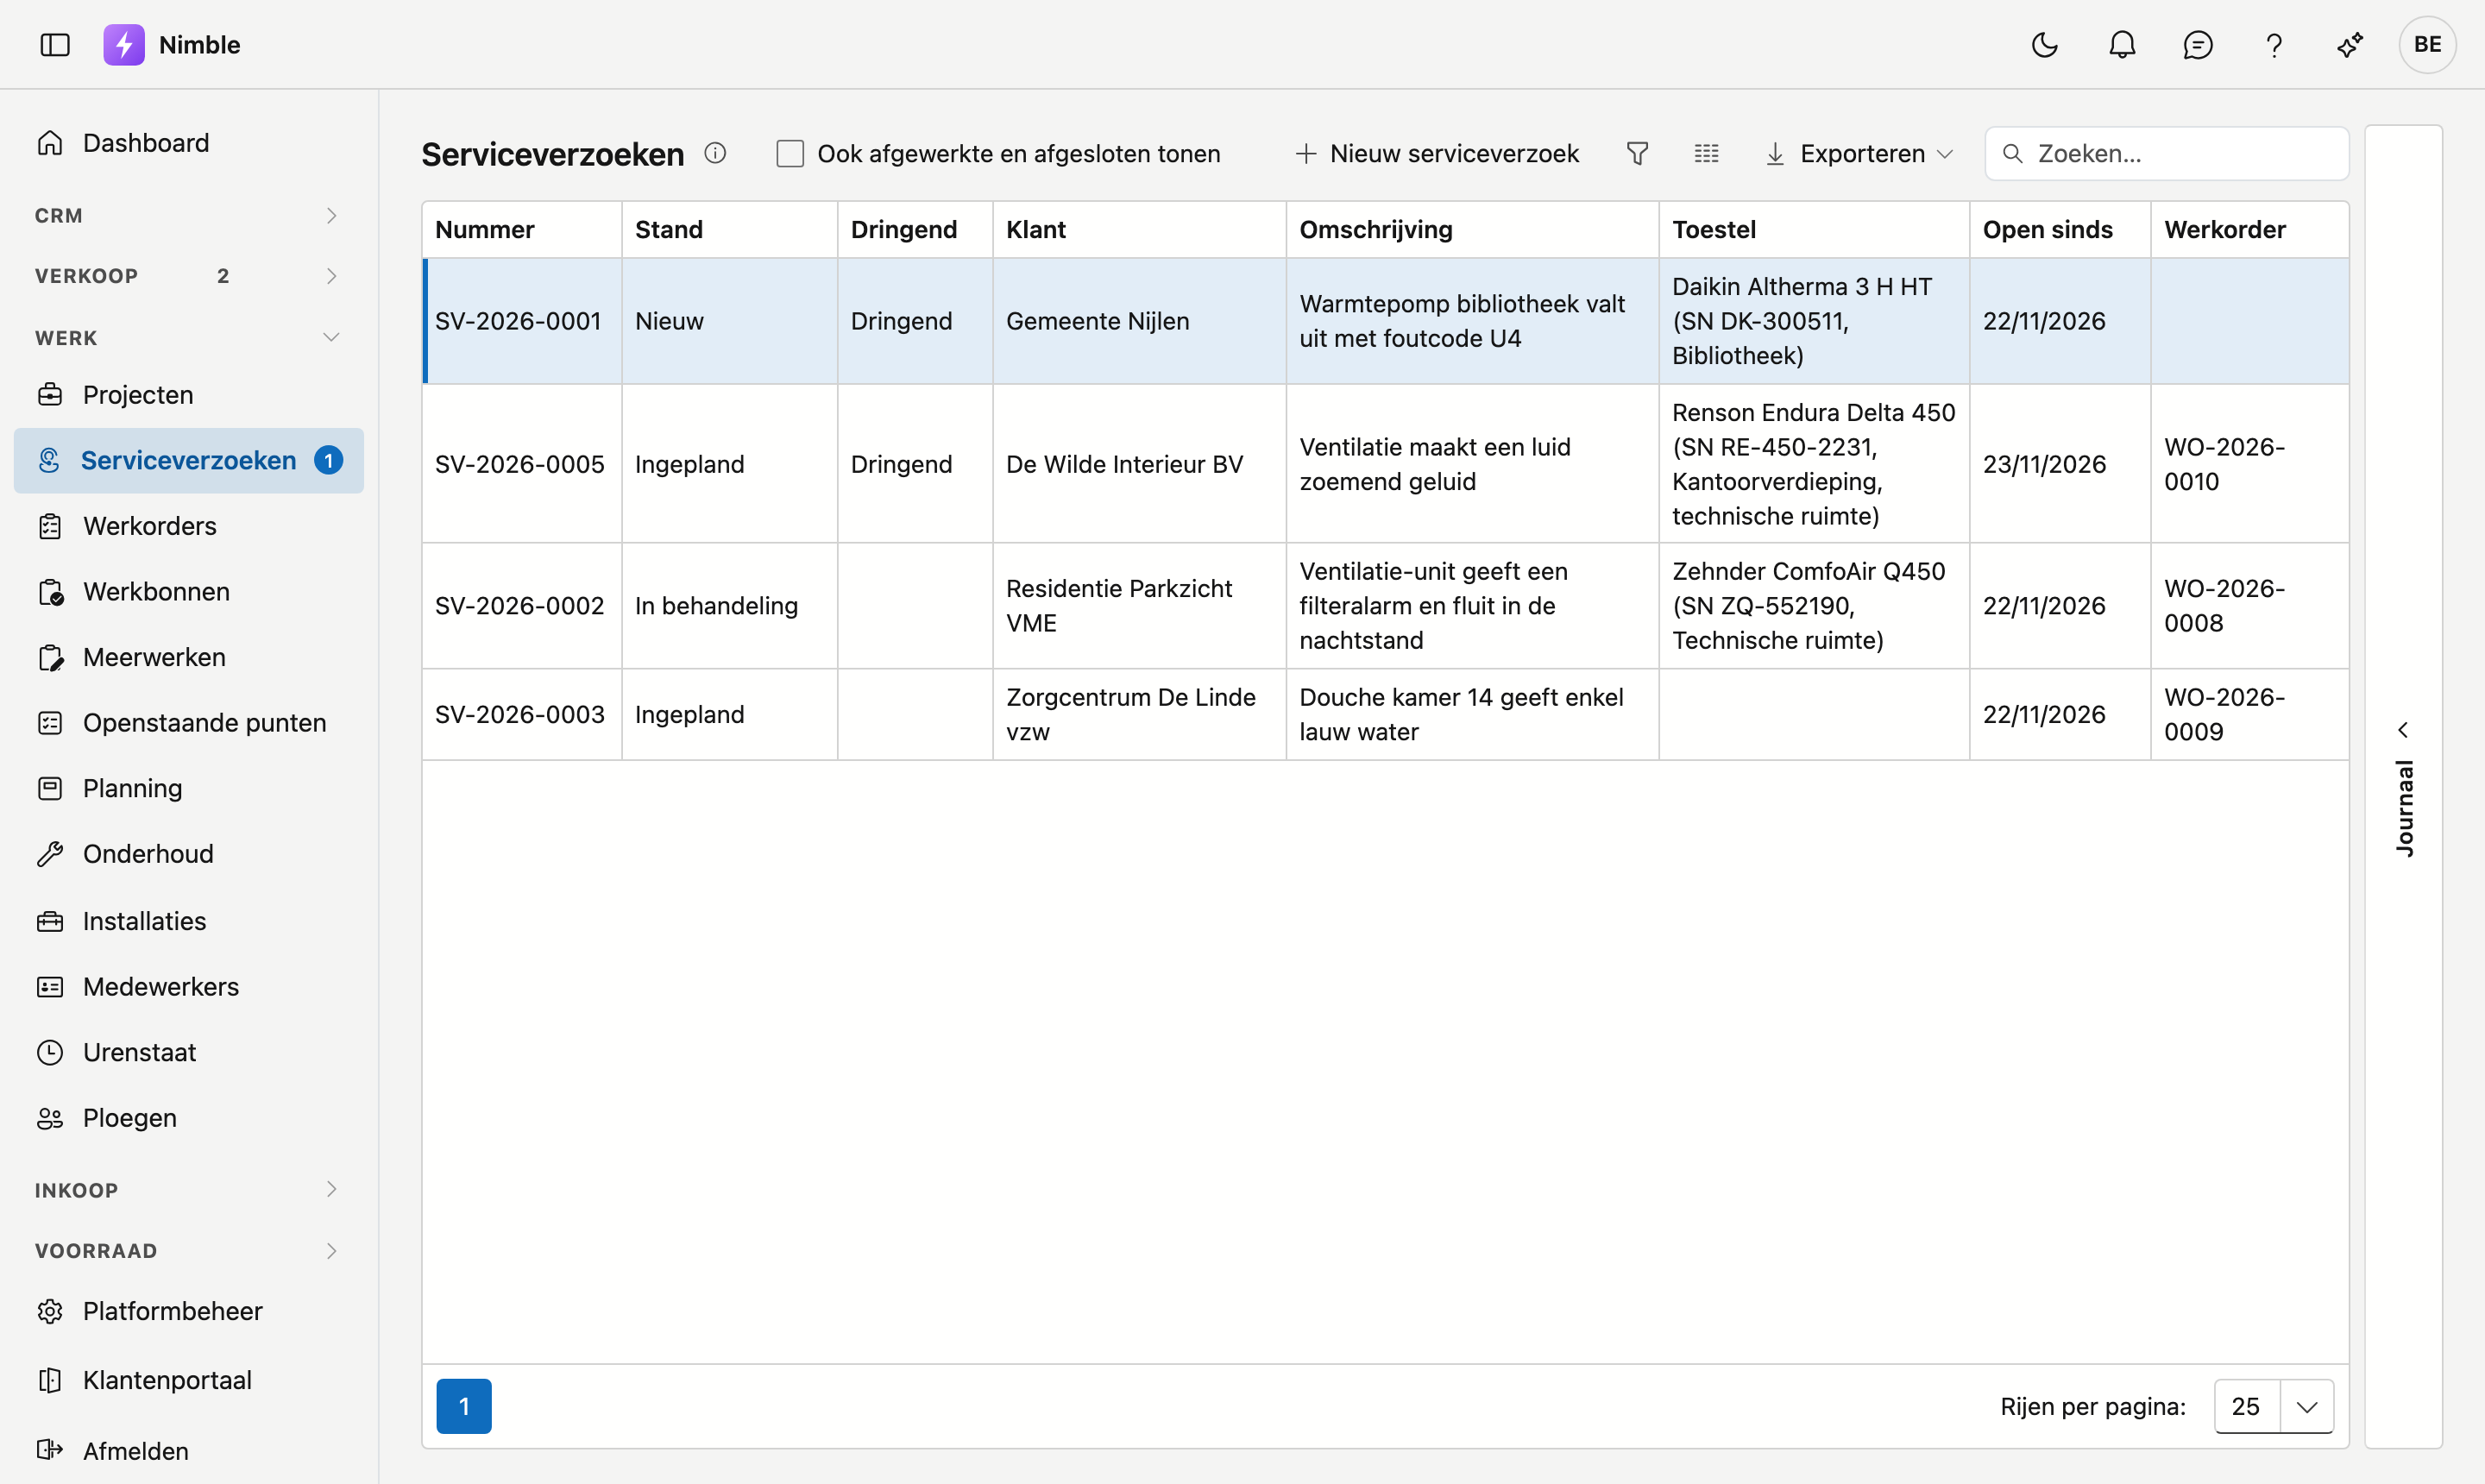 Nimble
BE
Dashboard
CRM
VERKOOP 2
WERK
Projecten
Serviceverzoeken 1
Werkorders
Werkbonnen
Meerwerken
Openstaande punten
Planning
Onderhoud
Installaties
Medewerkers
Urenstaat
Ploegen
INKOOP
VOORRAAD
Platformbeheer
Klantenportaal
Afmelden
Serviceverzoeken Ook afgewerkte en afgesloten tonen Nieuw serviceverzoek Exporteren Zoeken...
Nummer Stand Dringend Klant Omschrijving Toestel Open sinds Werkorder
SV-2026-0001 Nieuw Dringend Gemeente Nijlen
Warmtepomp bibliotheek valt
uit met foutcode U4
Daikin Altherma 3 H HT
(SN DK-300511,
Bibliotheek)
22/11/2026
SV-2026-0005 Ingepland Dringend De Wilde Interieur BV
Ventilatie maakt een luid
zoemend geluid
Renson Endura Delta 450
(SN RE-450-2231,
Kantoorverdieping,
technische ruimte)
23/11/2026
WO-2026-
0010
SV-2026-0002 In behandeling
Residentie Parkzicht
VME
Ventilatie-unit geeft een
filteralarm en fluit in de
nachtstand
Zehnder ComfoAir Q450
(SN ZQ-552190,
Technische ruimte)
22/11/2026
WO-2026-
0008
SV-2026-0003 Ingepland
Zorgcentrum De Linde
vzw
Douche kamer 14 geeft enkel
lauw water
22/11/2026
WO-2026-
0009
1
Rijen per pagina: 25
Journaal